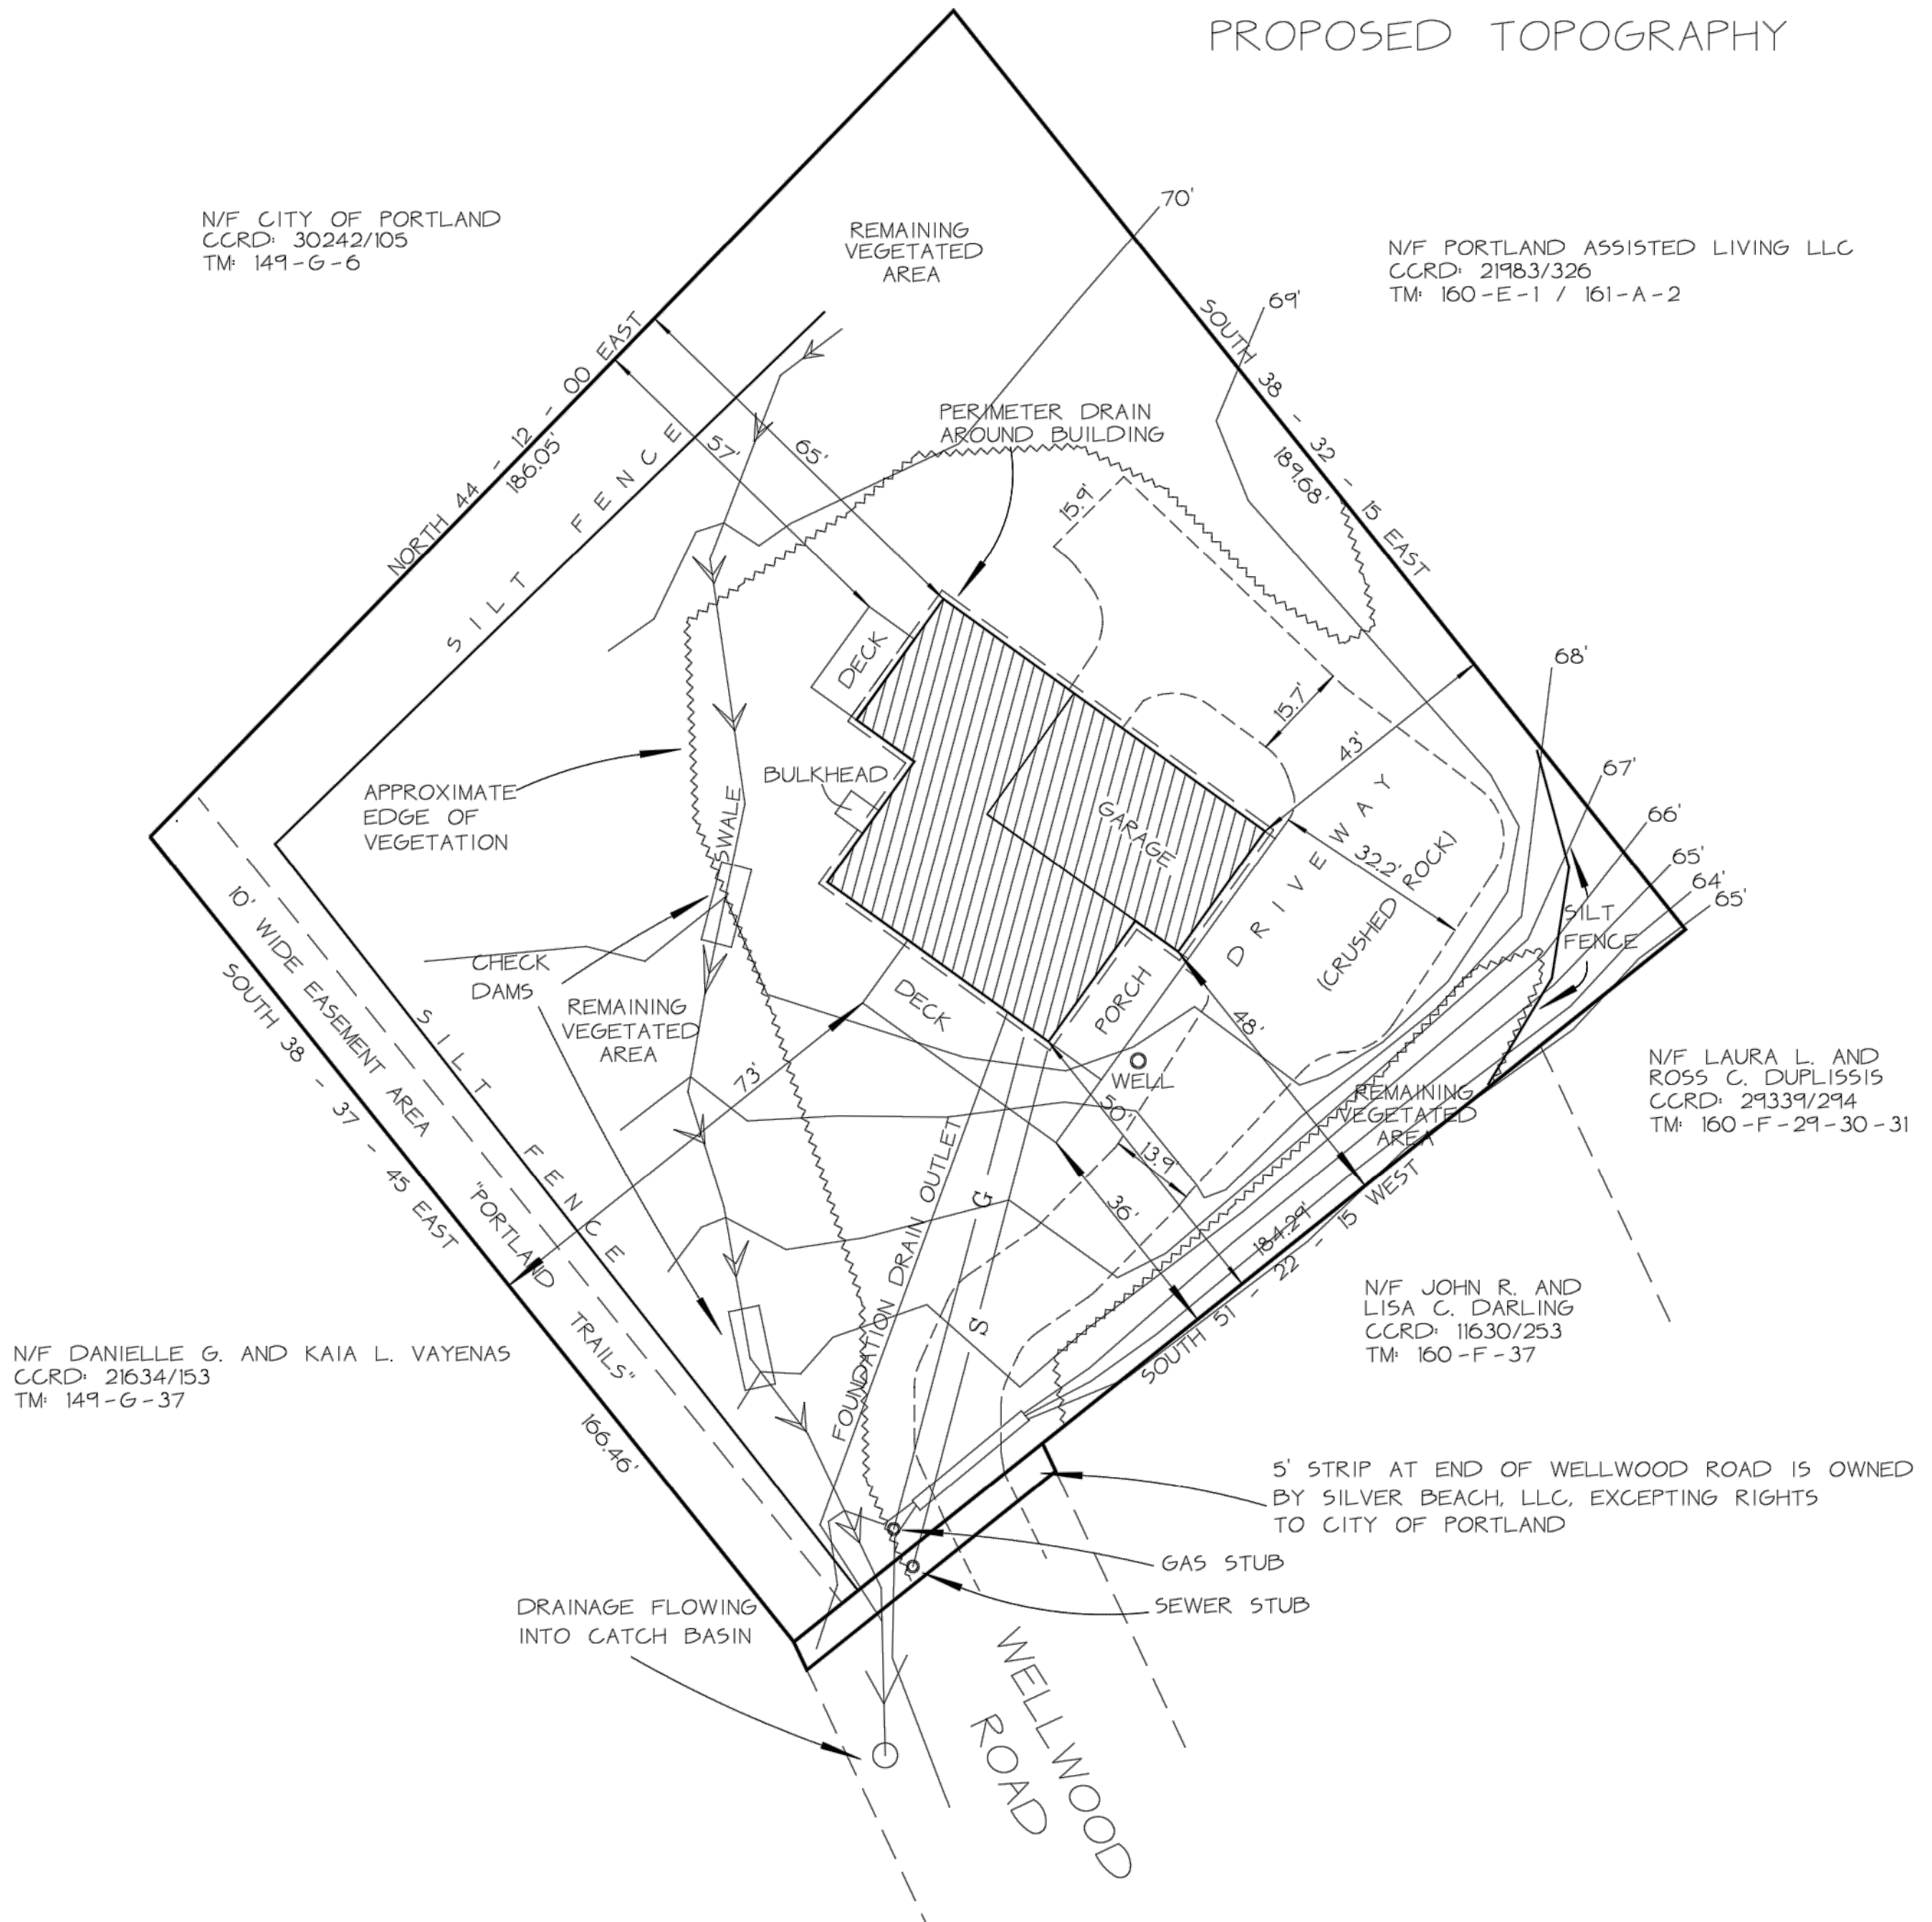 PROPOSED TOPOGRAPHY
70'
N/F CITY OF PORTLAND
CCRD: 30242/105
TM: 149-G-6
REMAINING
VEGETATED
AREA
N/F PORTLAND ASSISTED LIVING LLC
CCRD: 21983/326
TM: 160-E-1 / 161-A-2
69'
SOUTH 38 - 32 - 15 EAST
189.68'
NORTH 44 - 12 - 00 EAST
186.05'
SILT FENCE
57'
65'
PERIMETER DRAIN
AROUND BUILDING
15.9'
DECK
68'
15.7'
43'
67'
BULKHEAD
APPROXIMATE
EDGE OF
VEGETATION
SWALE
GARAGE
DRIVEWAY
32.2'
(CRUSHED ROCK)
66'
65'
64'
65'
SILT
FENCE
10' WIDE EASEMENT AREA
"PORTLAND TRAILS"
SOUTH 38 - 37 - 45 EAST
166.46'
SILT FENCE
CHECK
DAMS
REMAINING
VEGETATED
AREA
73'
DECK
PORCH
WELL
48'
50.1'
13.9'
36'
REMAINING
VEGETATED
AREA
N/F LAURA L. AND
ROSS C. DUPLISSIS
CCRD: 29339/294
TM: 160-F-29-30-31
FOUNDATION DRAIN OUTLET
G
S
184.29'
SOUTH 51 - 22 - 15 WEST
N/F JOHN R. AND
LISA C. DARLING
CCRD: 11630/253
TM: 160-F-37
N/F DANIELLE G. AND KAIA L. VAYENAS
CCRD: 21634/153
TM: 149-G-37
5' STRIP AT END OF WELLWOOD ROAD IS OWNED
BY SILVER BEACH, LLC, EXCEPTING RIGHTS
TO CITY OF PORTLAND
GAS STUB
SEWER STUB
DRAINAGE FLOWING
INTO CATCH BASIN
WELLWOOD
ROAD